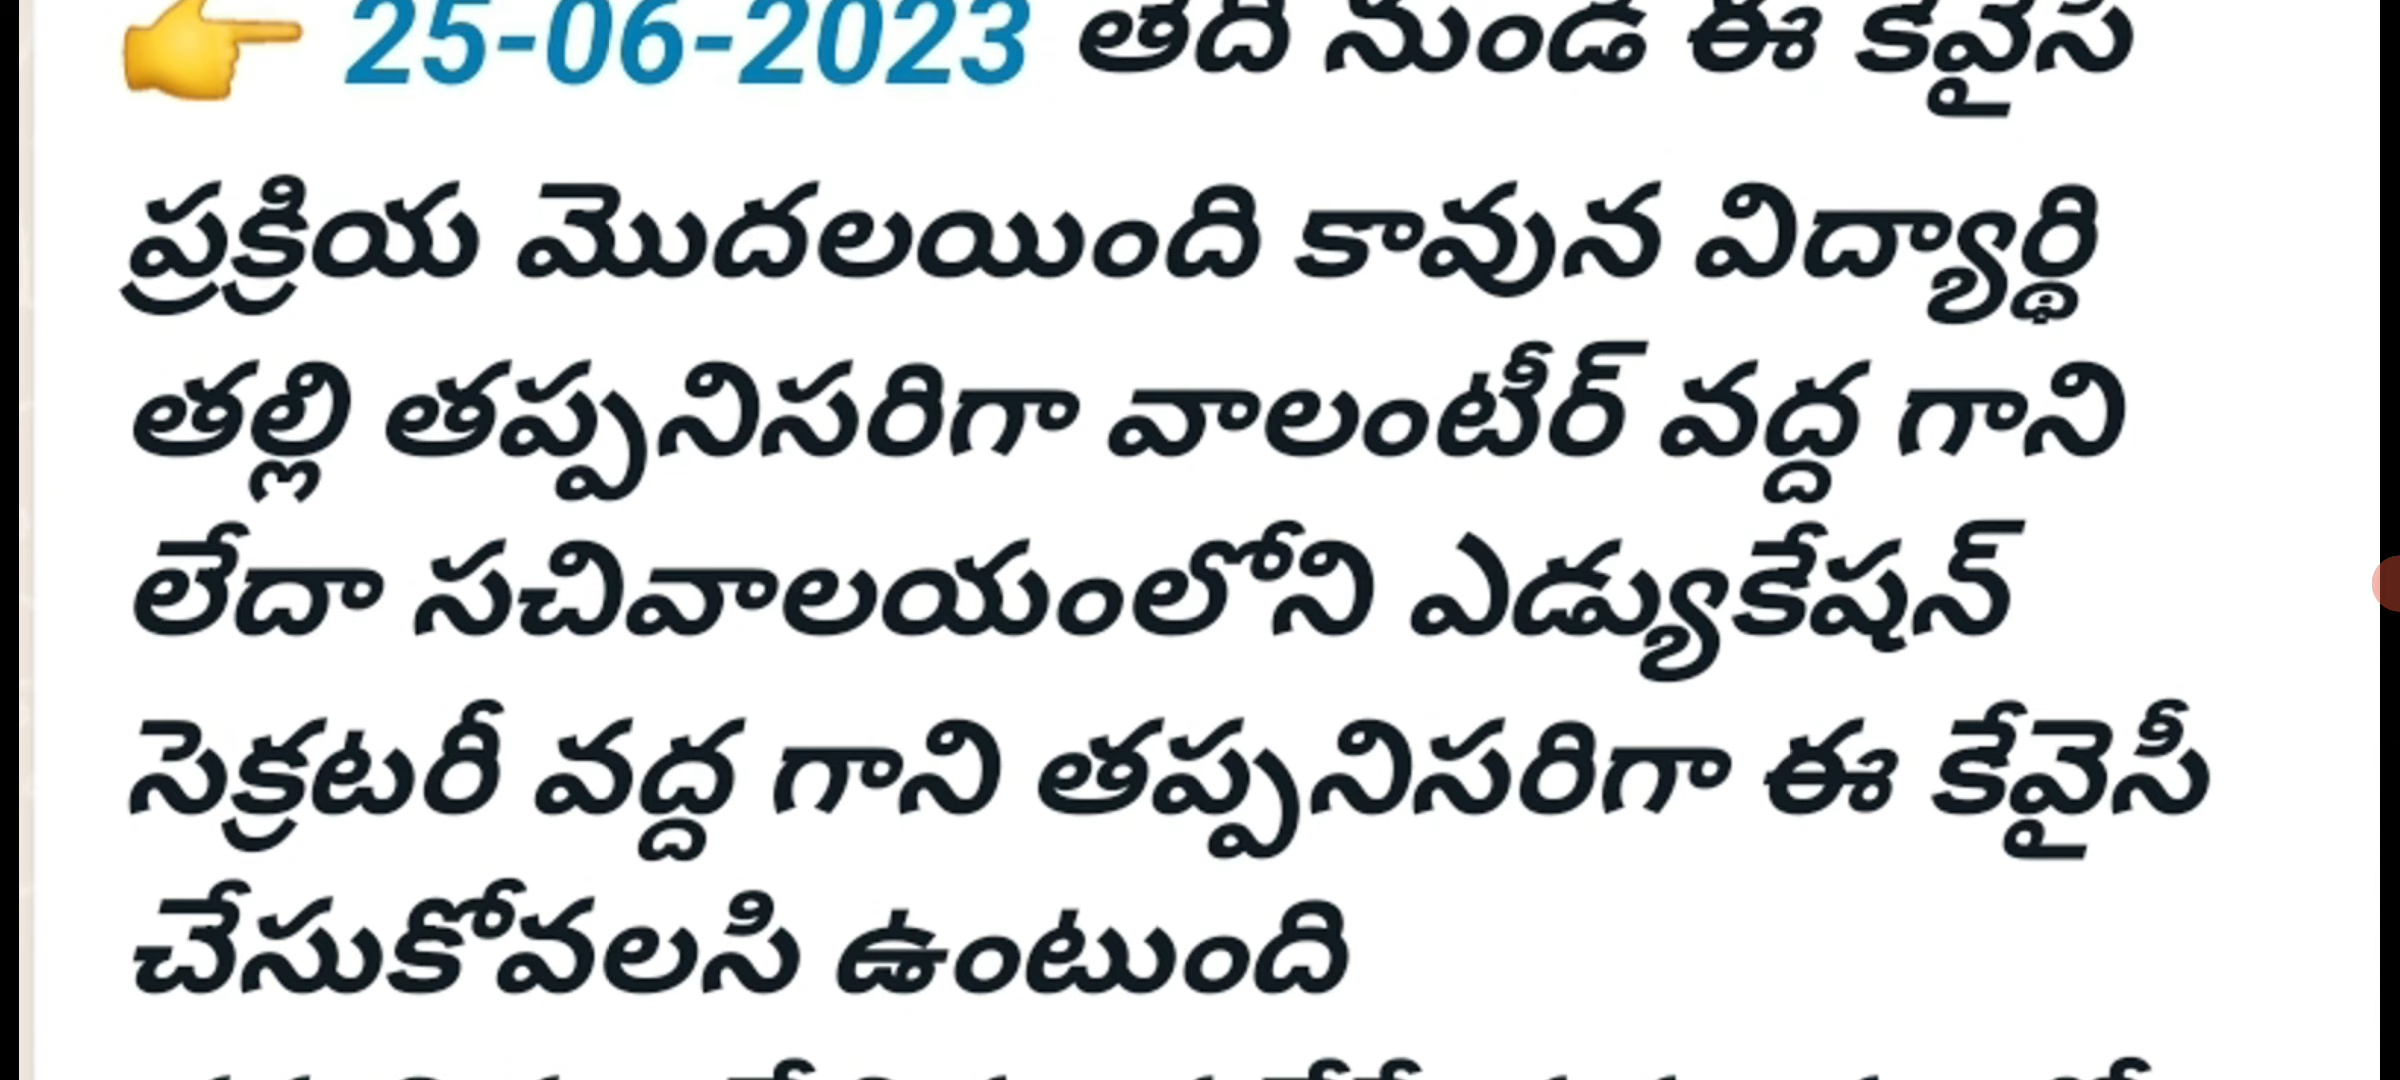 👉 25-06-2023 తేదీ నుండి ఈ కేవైసీ
ప్రక్రియ మొదలయింది కావున విద్యార్థి
తల్లి తప్పనిసరిగా వాలంటీర్ వద్ద గాని
లేదా సచివాలయంలోని ఎడ్యుకేషన్
సెక్రటరీ వద్ద గాని తప్పనిసరిగా ఈ కేవైసీ
చేసుకోవలసి ఉంటుంది